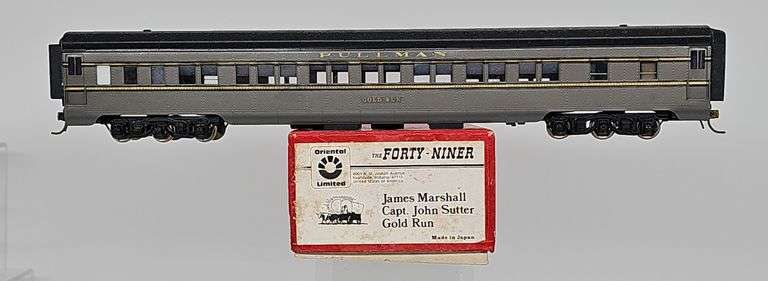 PULLMAN
GOLD RUN
Oriental
Limited
THE FORTY-NINER
James Marshall
Capt. John Sutter
Gold Run
Made in Japan